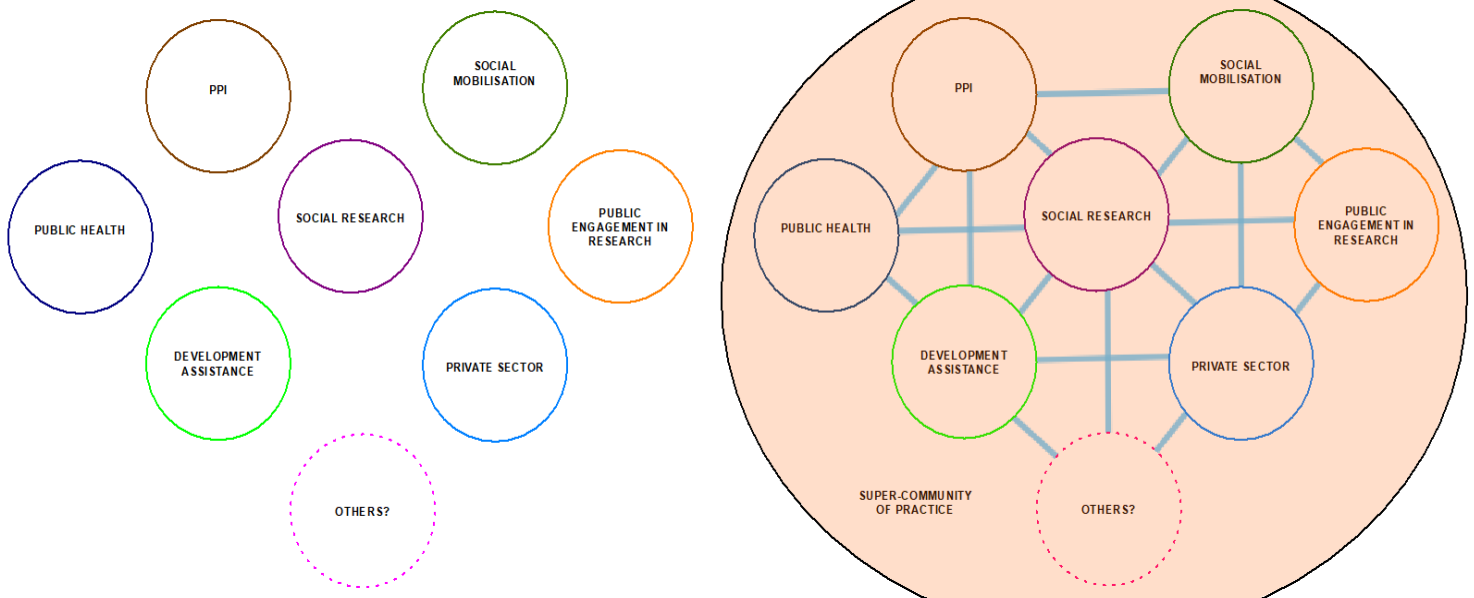 PPI
SOCIAL
MOBILISATION
PUBLIC HEALTH
SOCIAL RESEARCH
PUBLIC
ENGAGEMENT IN
RESEARCH
DEVELOPMENT
ASSISTANCE
PRIVATE SECTOR
OTHERS?
PPI
SOCIAL
MOBILISATION
PUBLIC HEALTH
SOCIAL RESEARCH
PUBLIC
ENGAGEMENT IN
RESEARCH
DEVELOPMENT
ASSISTANCE
PRIVATE SECTOR
SUPER-COMMUNITY
OF PRACTICE
OTHERS?